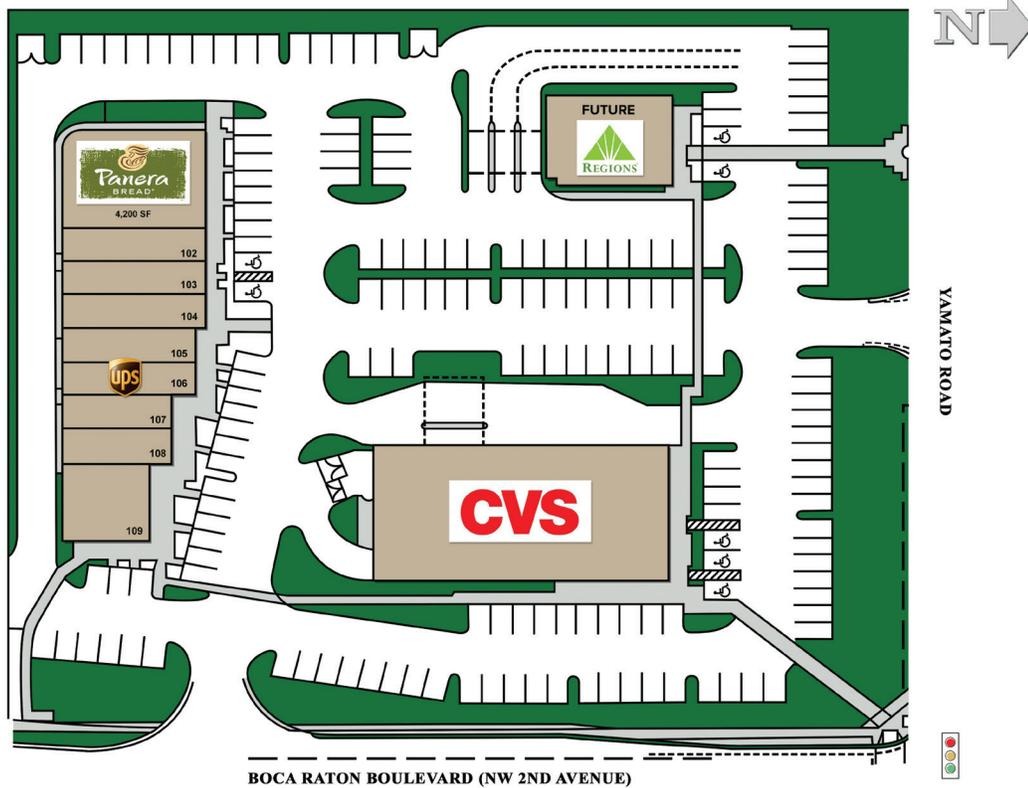 N
FUTURE
REGIONS
Panera
BREAD®
4,200 SF
102
103
104
105
ups
106
107
108
109
CVS
YAMATO ROAD
BOCA RATON BOULEVARD (NW 2ND AVENUE)